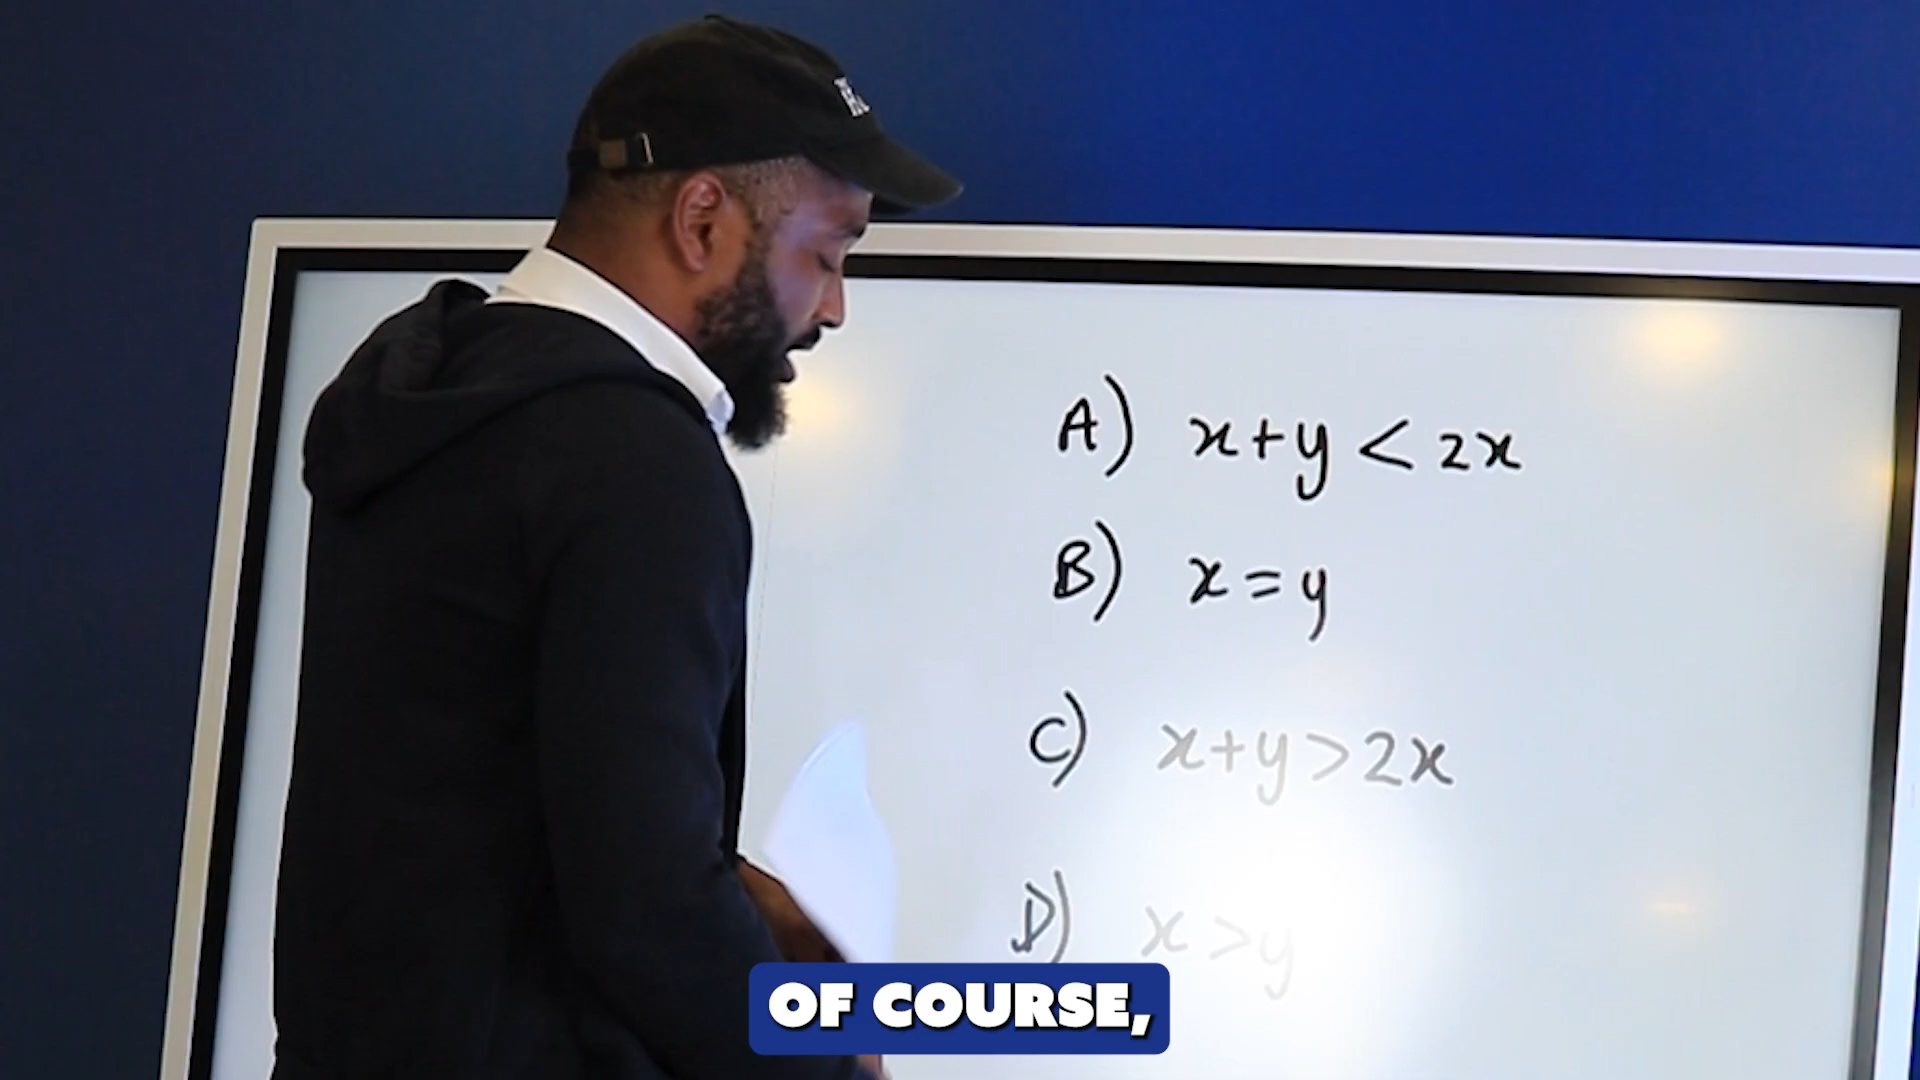 A) x+y < 2x
B) x = y
C) x+y > 2x
D) x > y
OF COURSE,